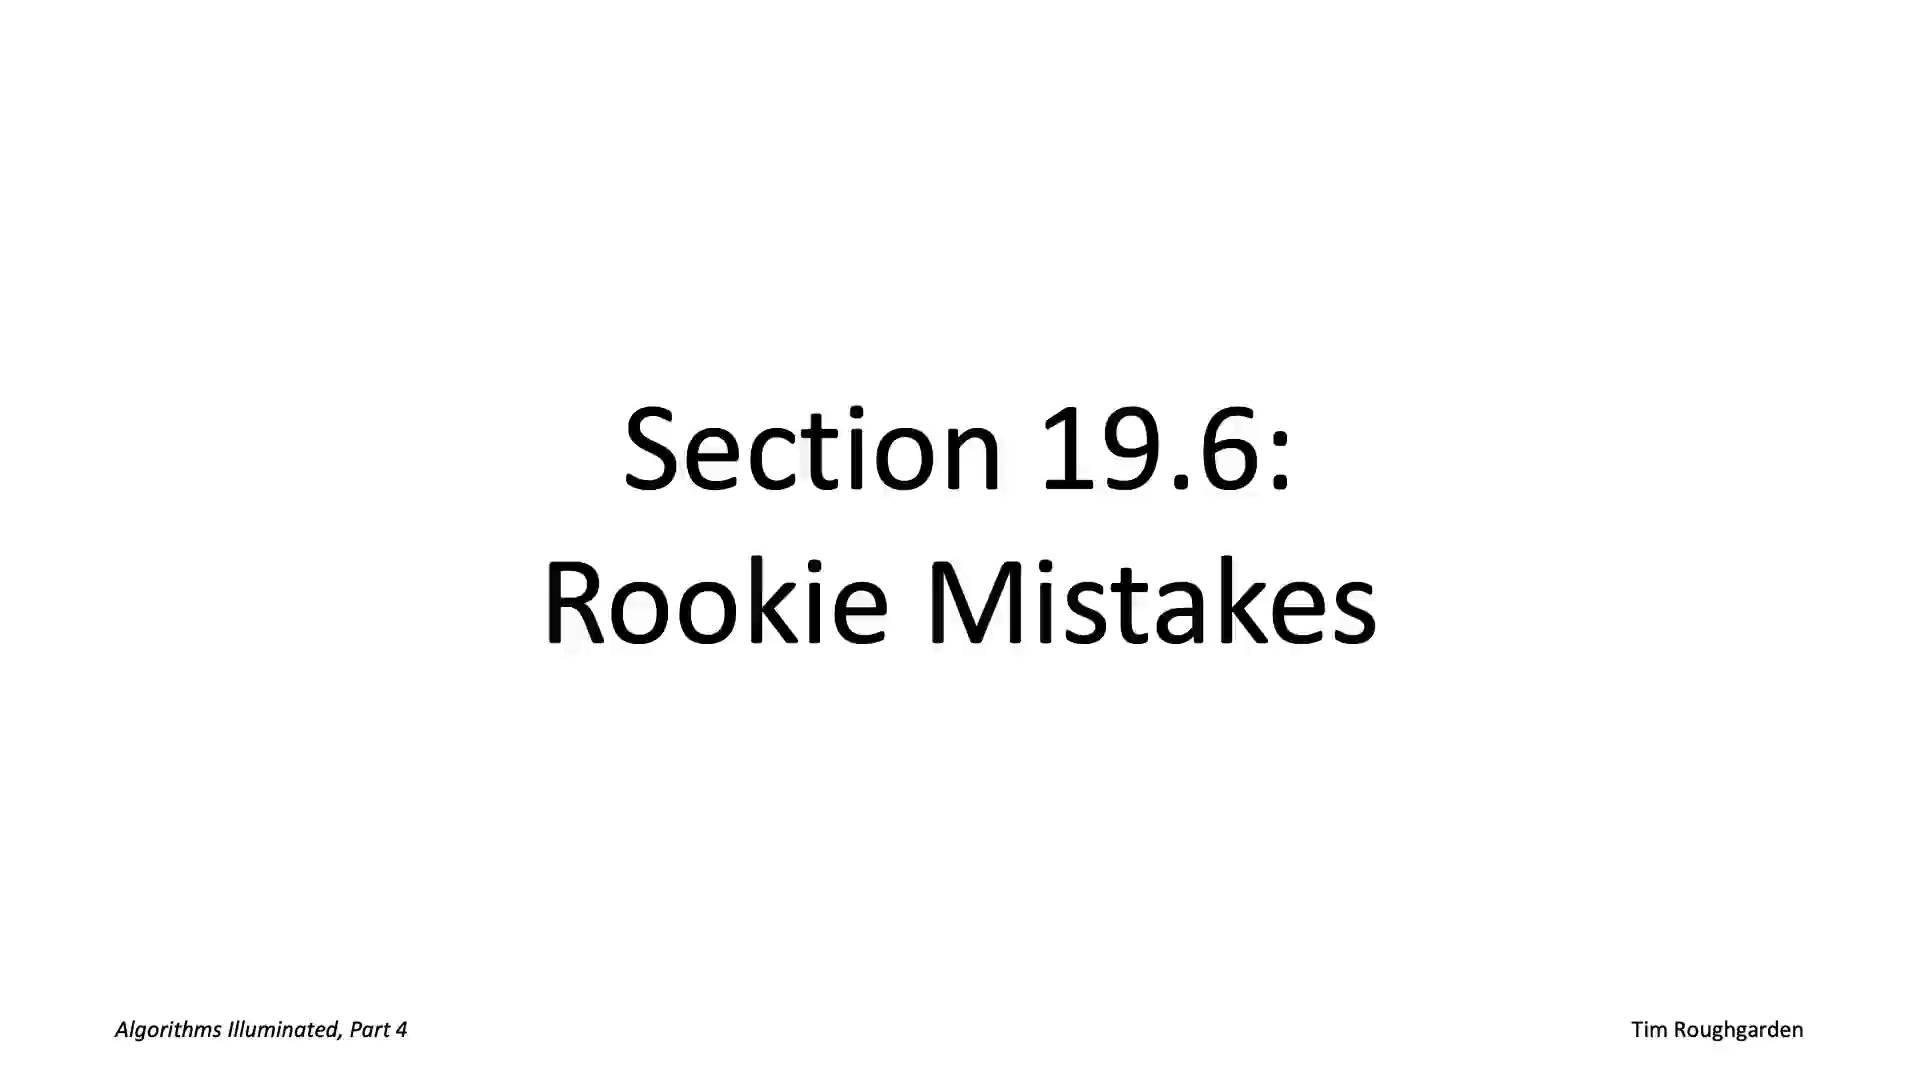 Section 19.6:
Rookie Mistakes
Algorithms Illuminated, Part 4
Tim Roughgarden